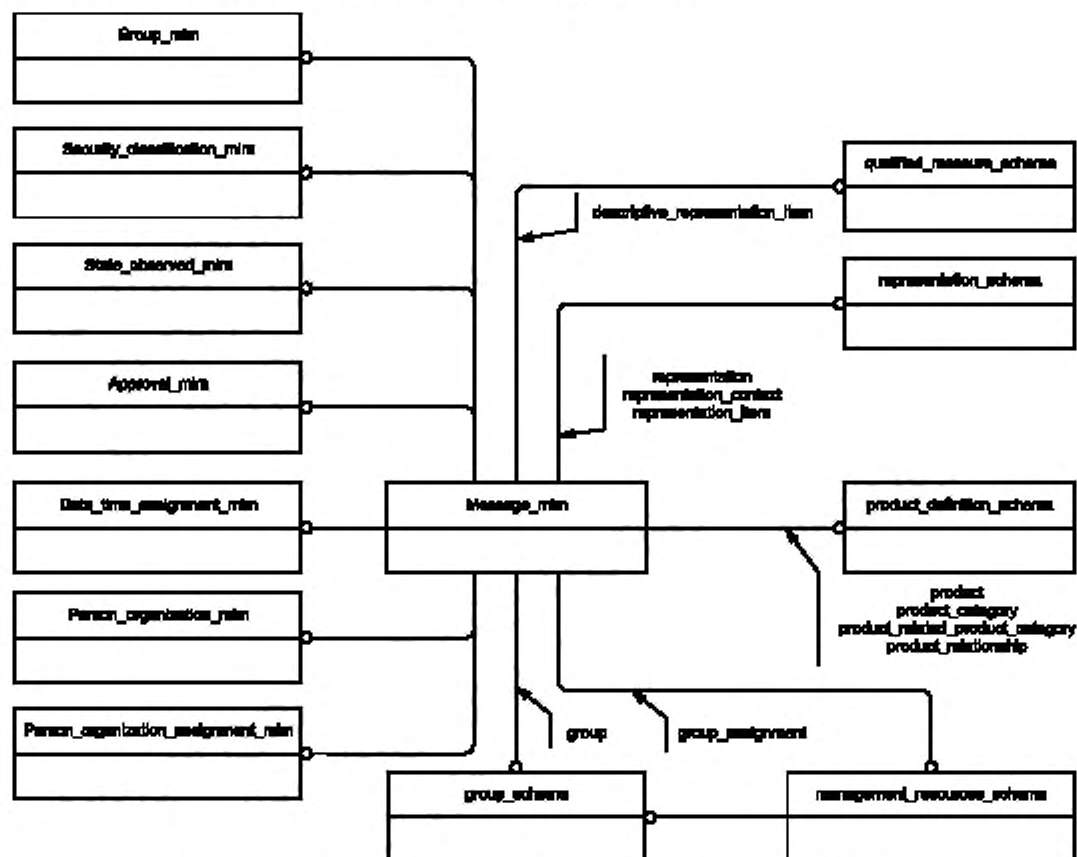 Group_mim
Security_classification_mim
State_observed_mim
Approval_mim
Date_time_assignment_mim
Person_organization_mim
Person_organization_assignment_mim
Message_mim
qualified_measure_schema
descriptive_representation_item
representation_schema
representation
representation_context
representation_item
product_definition_schema
product
product_category
product_related_product_category
product_relationship
group
group_assignment
group_schema
management_resources_schema